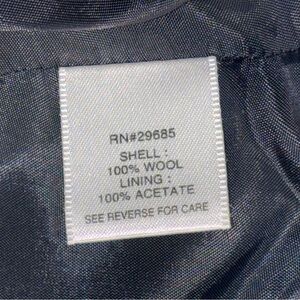 RN#29685
SHELL :
100% WOOL
LINING :
100% ACETATE
SEE REVERSE FOR CARE